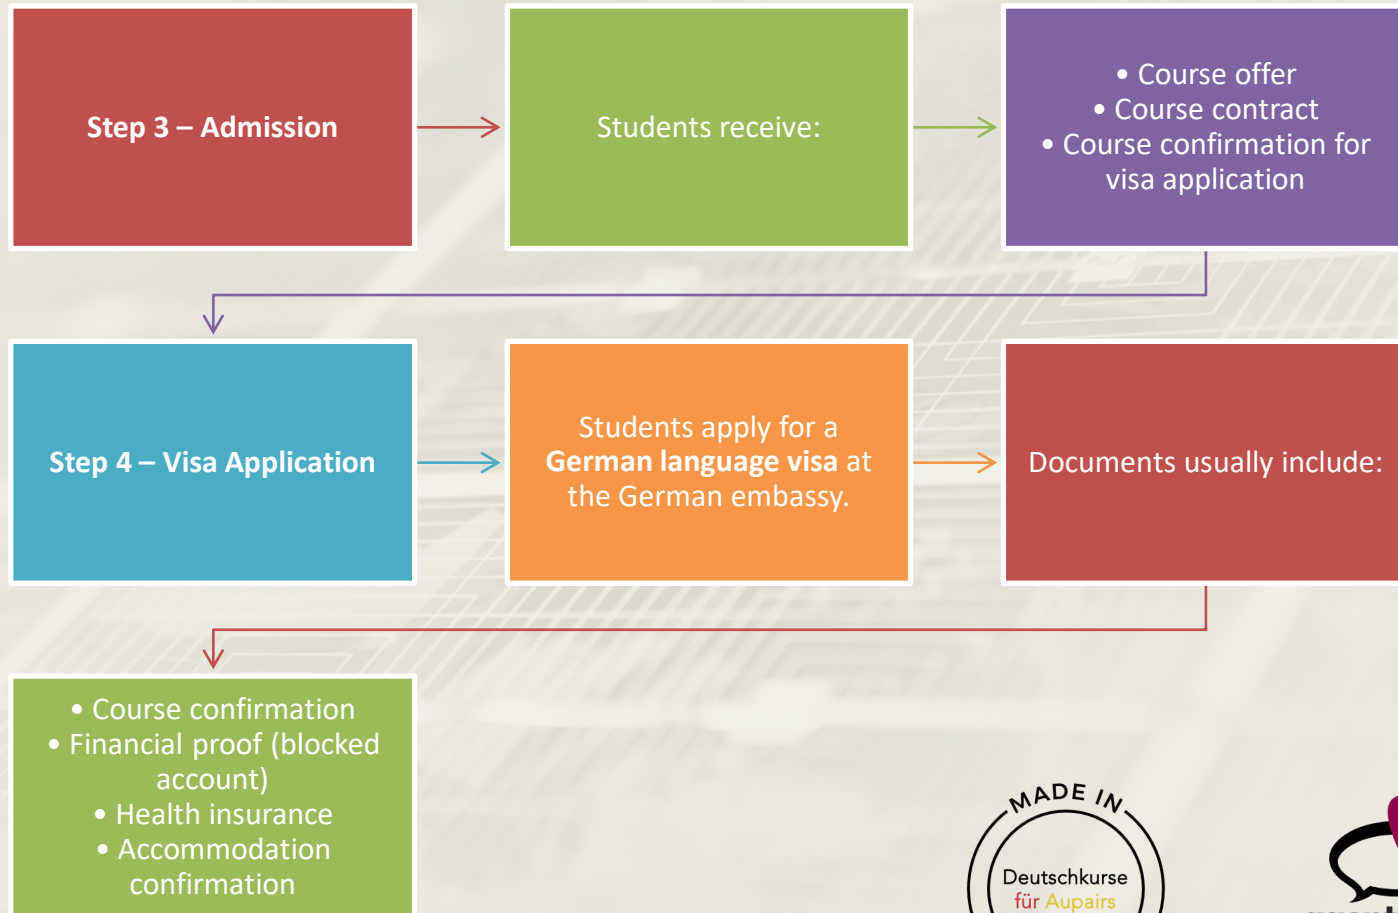 Step 3 – Admission
Students receive:
• Course offer
• Course contract
• Course confirmation for
visa application
Step 4 – Visa Application
Students apply for a
German language visa at
the German embassy.
Documents usually include:
• Course confirmation
• Financial proof (blocked
account)
• Health insurance
• Accommodation
confirmation
MADE IN
Deutschkurse
für Aupairs